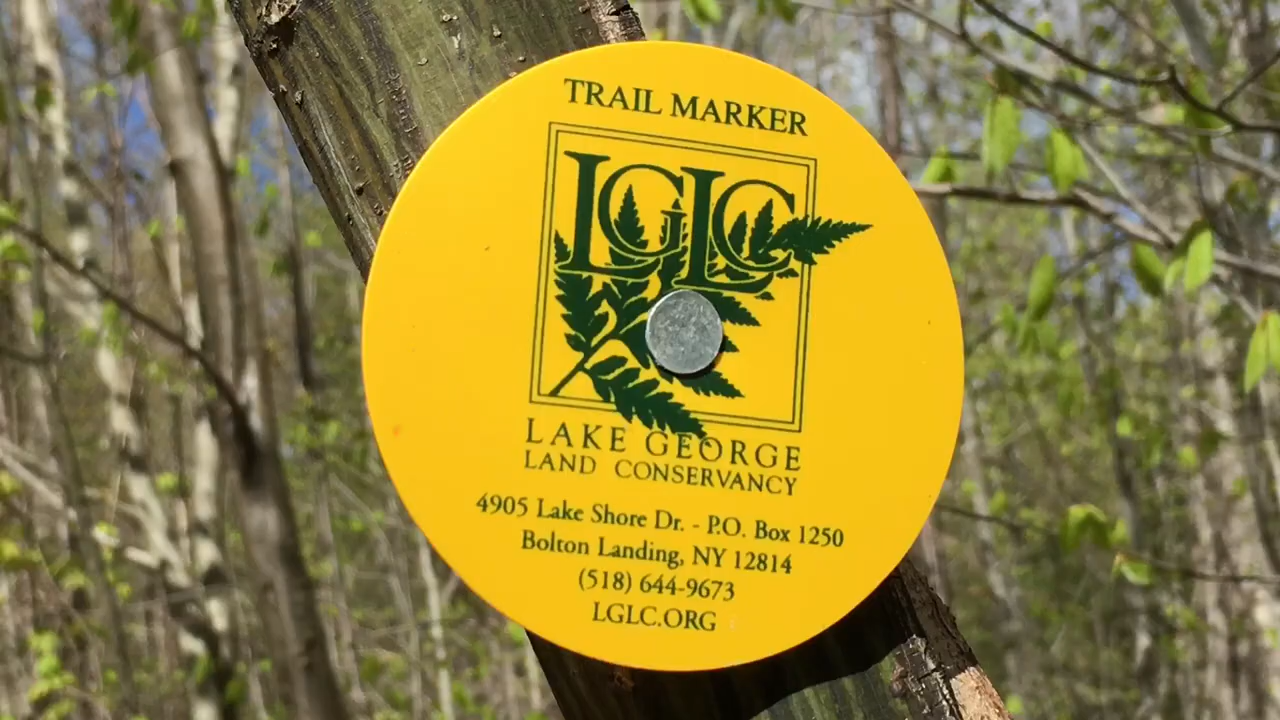 TRAIL MARKER
LGLC
LAKE GEORGE
LAND CONSERVANCY
4905 Lake Shore Dr. - P.O. Box 1250
Bolton Landing, NY 12814
(518) 644-9673
LGLC.ORG